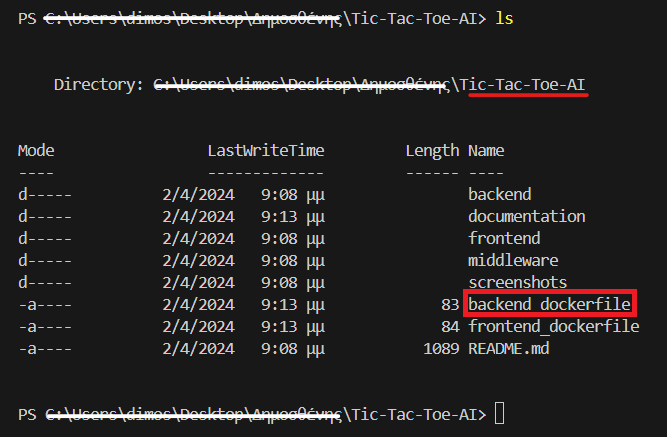 PS C:\Users\dimos\Desktop\Δημοσθένης\Tic-Tac-Toe-AI> ls
Directory: C:\Users\dimos\Desktop\Δημοσθένης\Tic-Tac-Toe-AI
Mode LastWriteTime Length Name
---- ------------- ------ ----
d----- 2/4/2024 9:08 μμ backend
d----- 2/4/2024 9:13 μμ documentation
d----- 2/4/2024 9:08 μμ frontend
d----- 2/4/2024 9:08 μμ middleware
d----- 2/4/2024 9:08 μμ screenshots
-a---- 2/4/2024 9:13 μμ 83 backend_dockerfile
-a---- 2/4/2024 9:13 μμ 84 frontend_dockerfile
-a---- 2/4/2024 9:08 μμ 1089 README.md
PS C:\Users\dimos\Desktop\Δημοσθένης\Tic-Tac-Toe-AI>